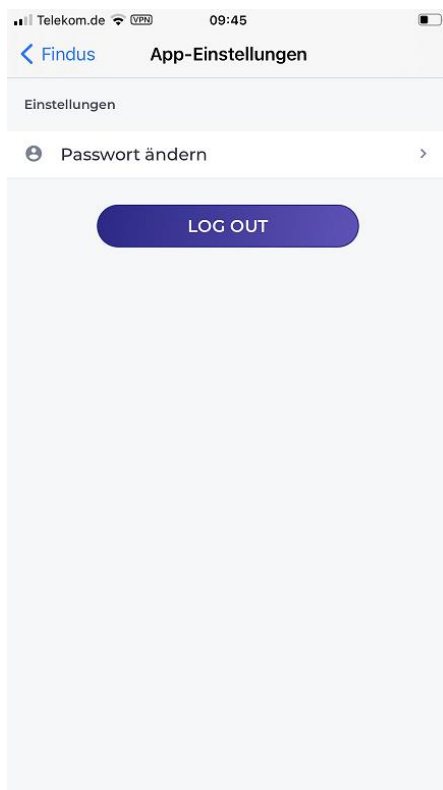 Telekom.de VPN 09:45
Findus App-Einstellungen
Einstellungen
Passwort ändern
LOG OUT